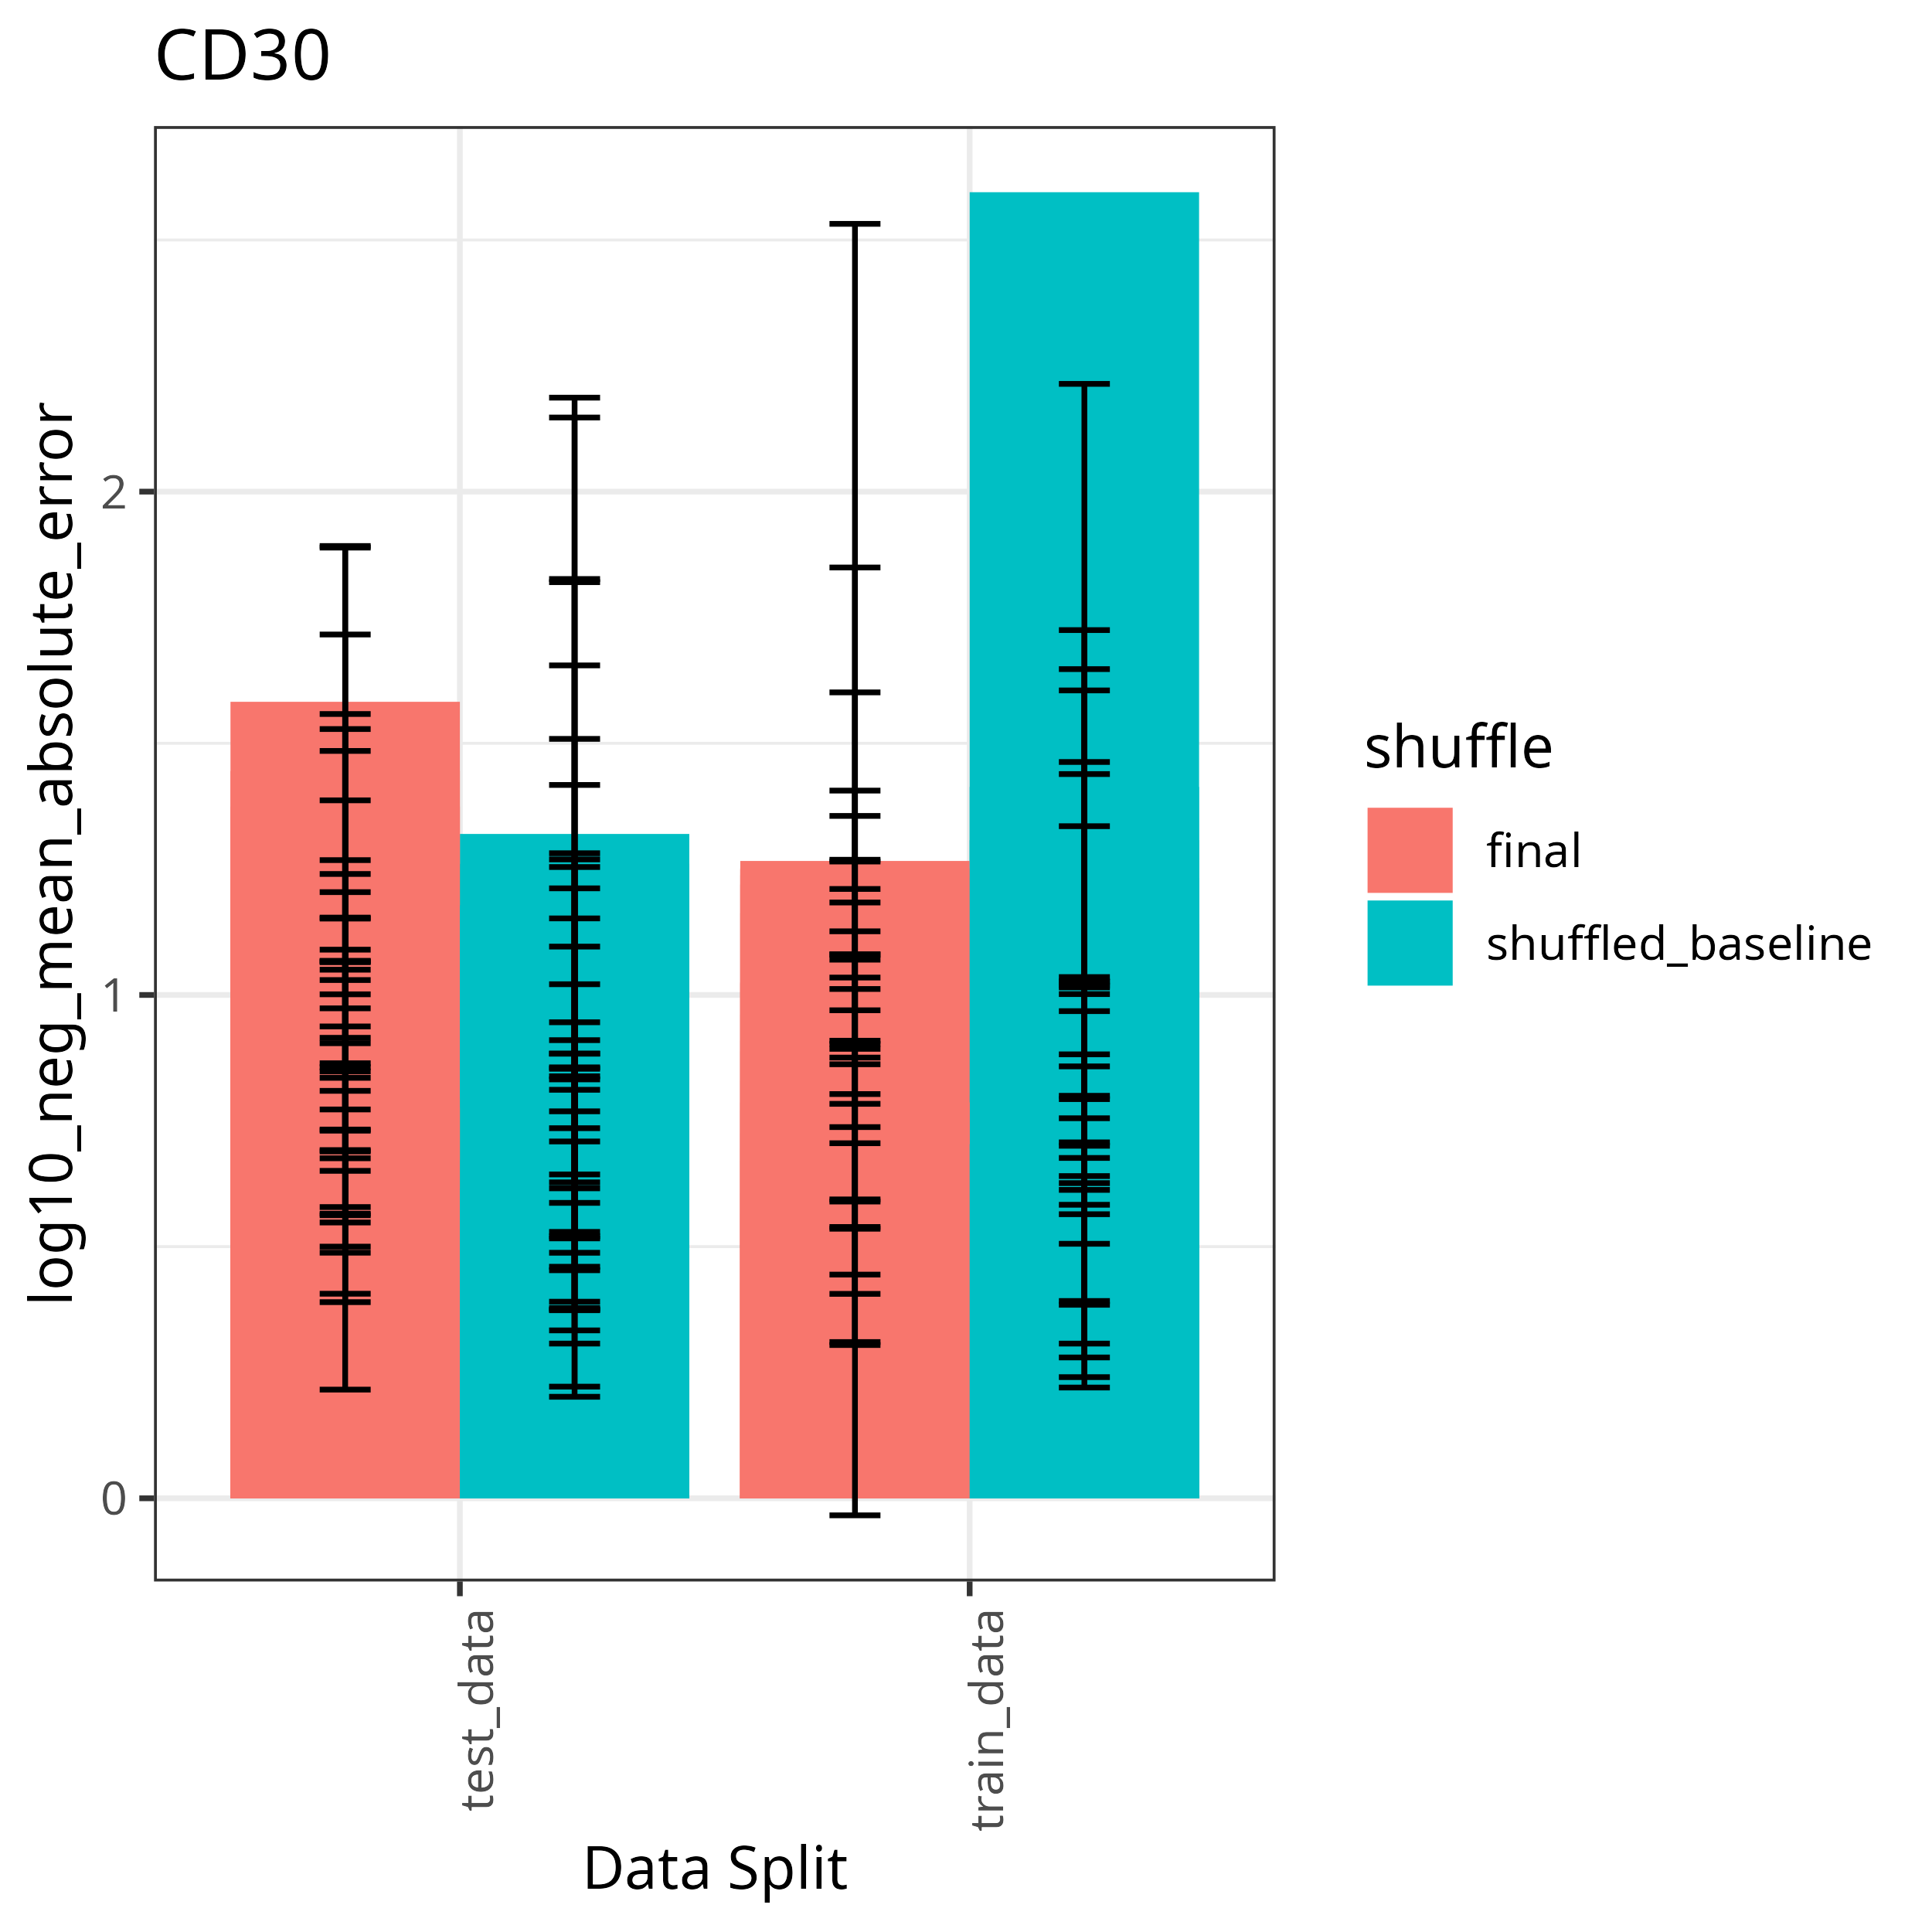 CD30
log10_neg_mean_absolute_error
2
1
0
test_data
train_data
Data Split
shuffle
final
shuffled_baseline